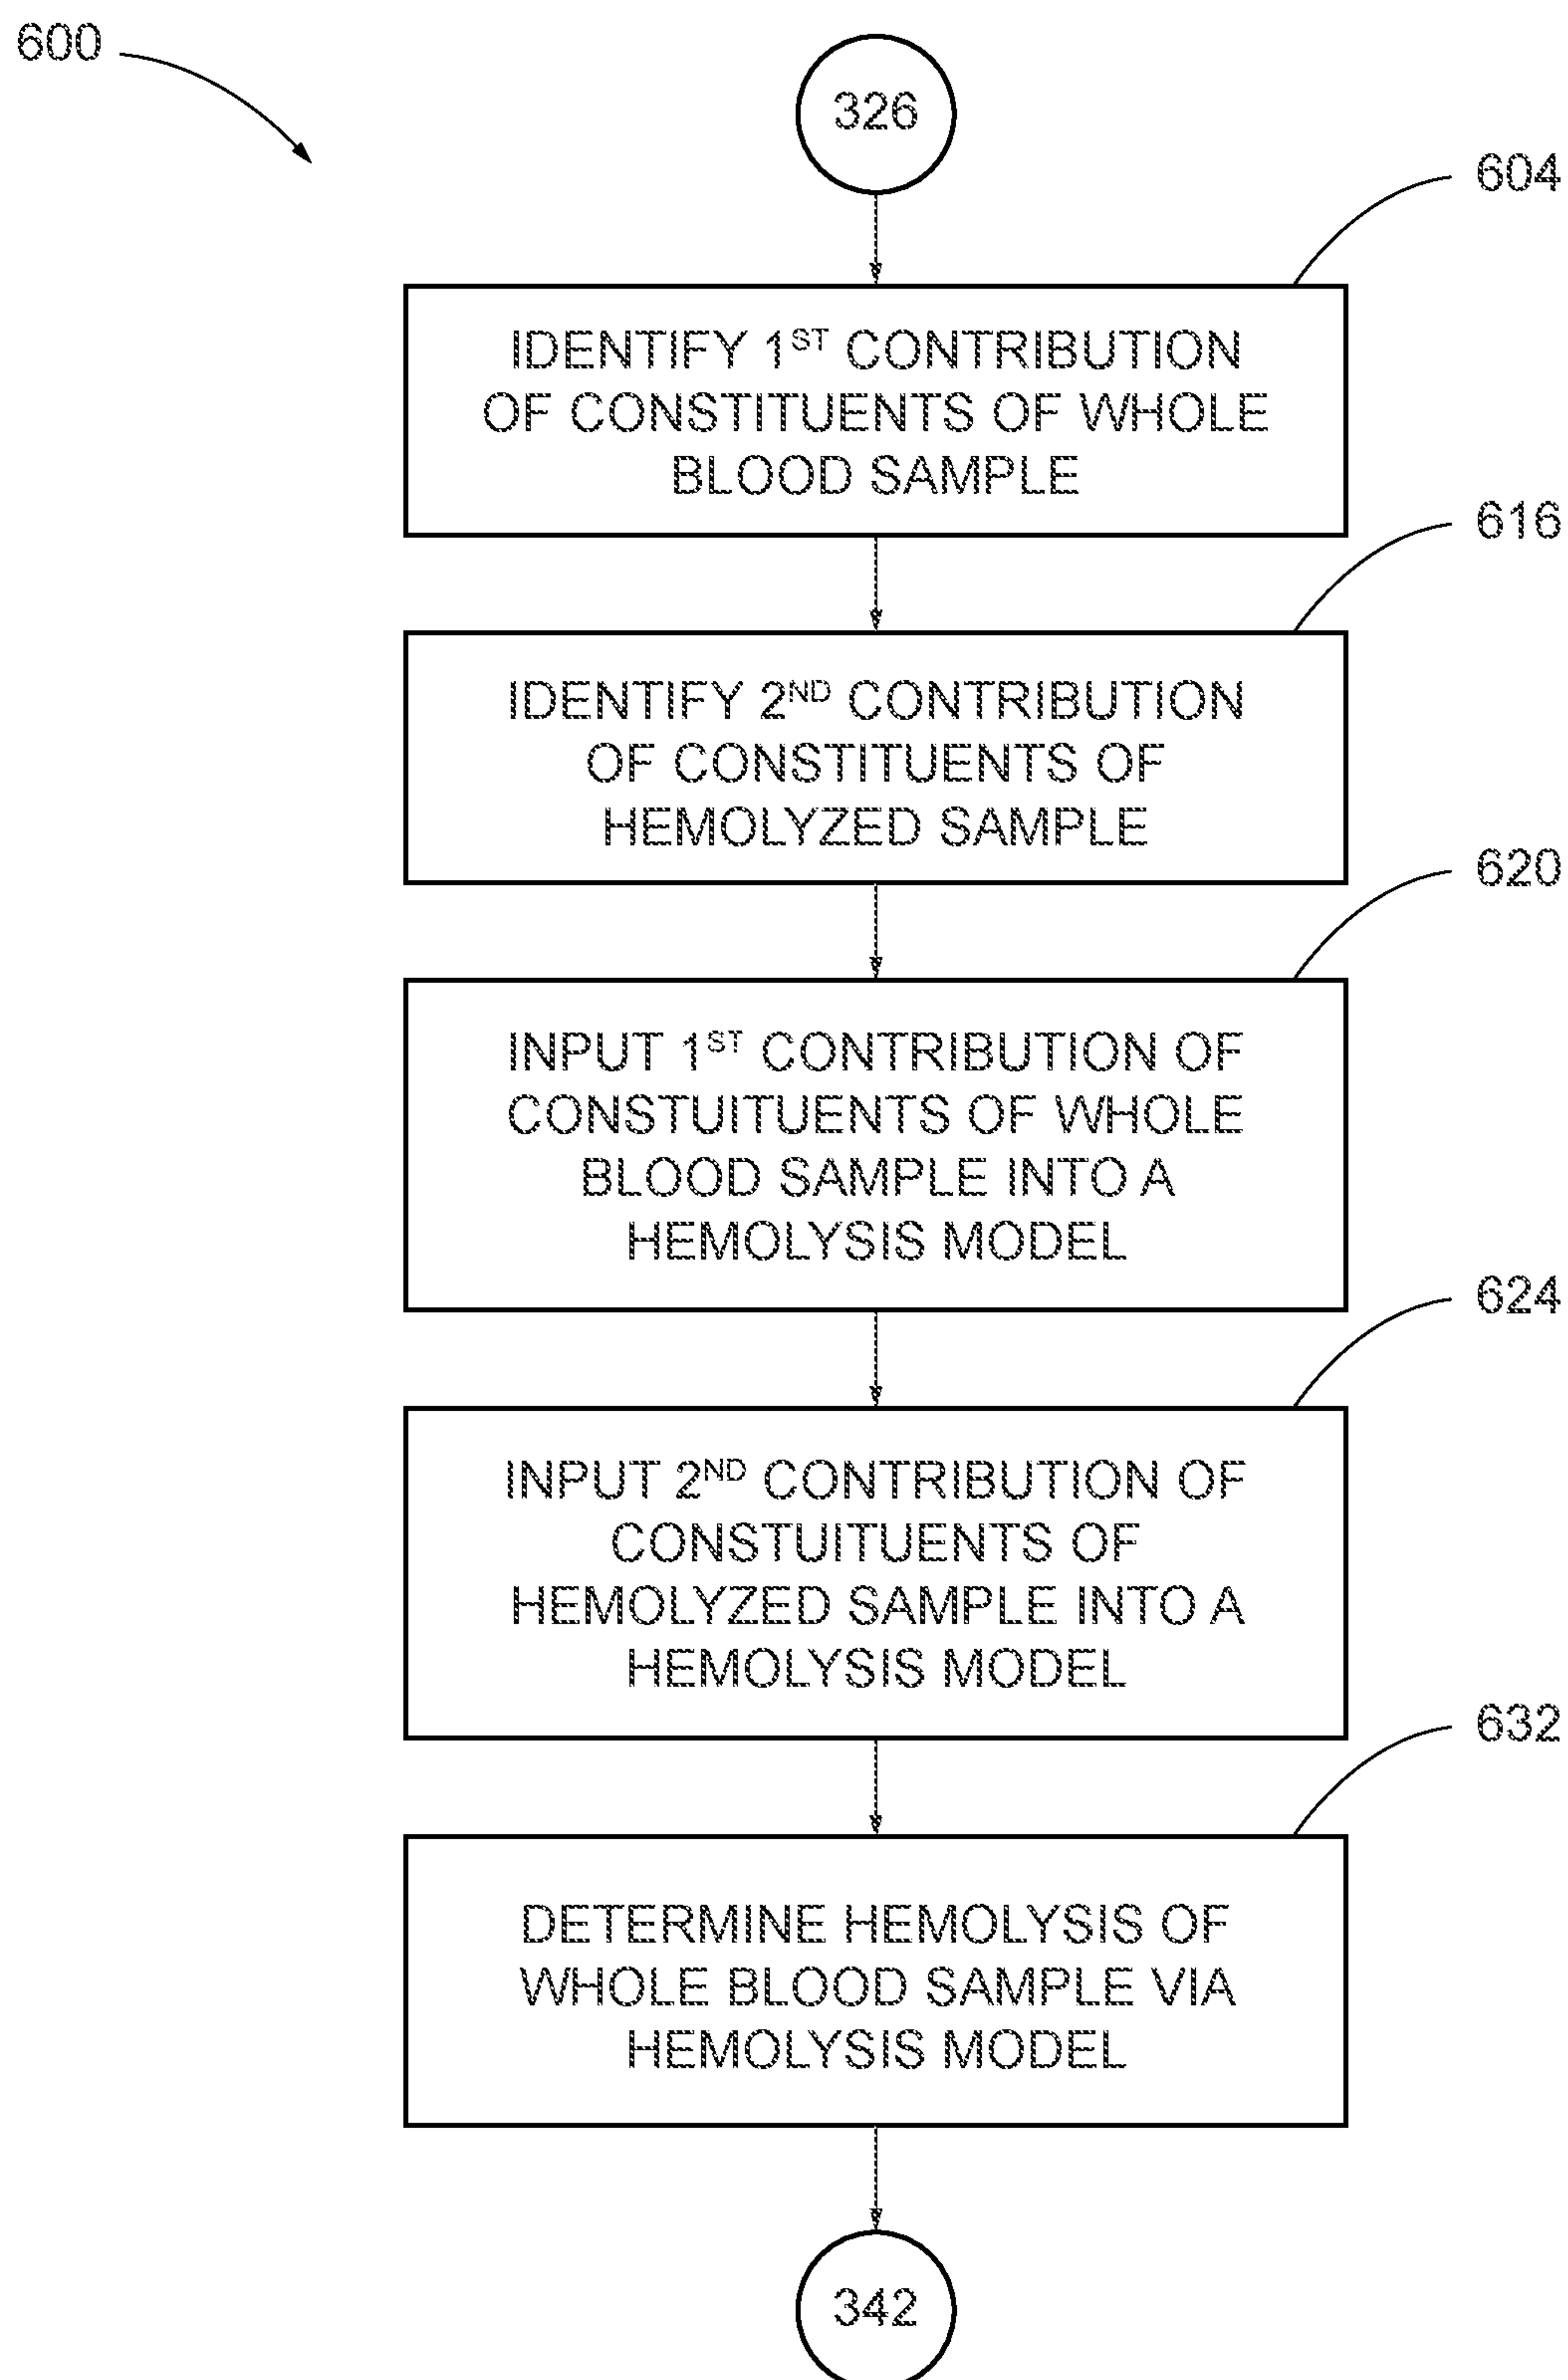 600
326
604
IDENTIFY 1ST CONTRIBUTION
OF CONSTITUENTS OF WHOLE
BLOOD SAMPLE
616
IDENTIFY 2ND CONTRIBUTION
OF CONSTITUENTS OF
HEMOLYZED SAMPLE
620
INPUT 1ST CONTRIBUTION OF
CONSTUITUENTS OF WHOLE
BLOOD SAMPLE INTO A
HEMOLYSIS MODEL
624
INPUT 2ND CONTRIBUTION OF
CONSTUITUENTS OF
HEMOLYZED SAMPLE INTO A
HEMOLYSIS MODEL
632
DETERMINE HEMOLYSIS OF
WHOLE BLOOD SAMPLE VIA
HEMOLYSIS MODEL
342